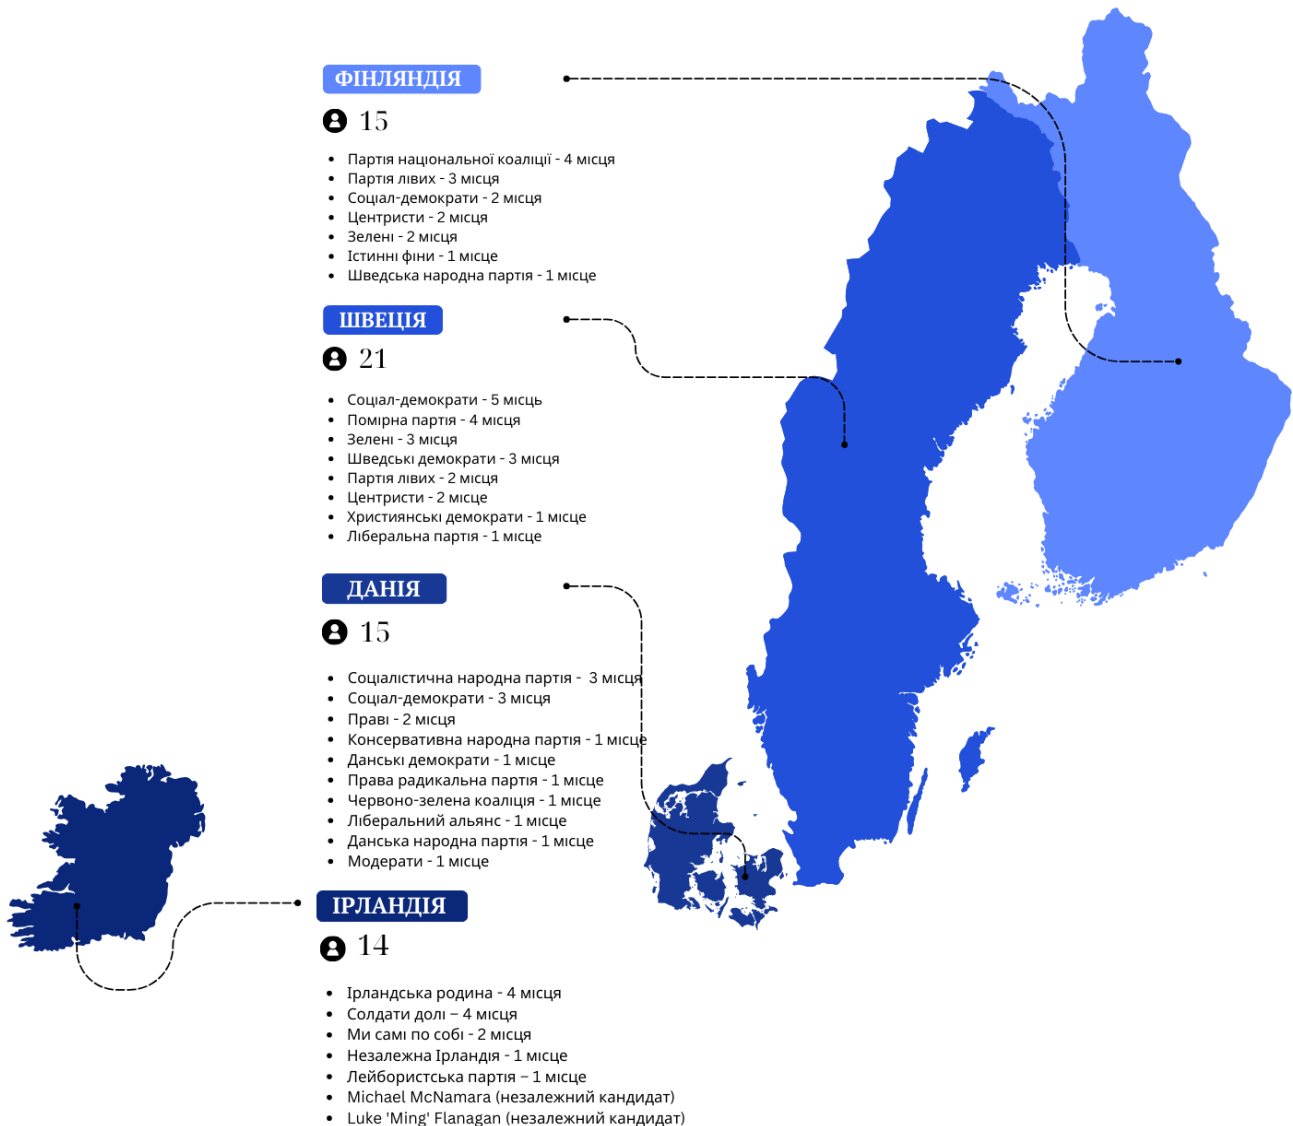 ФІНЛЯНДІЯ
15
• Партія національної коаліції - 4 місця
• Партія лівих - 3 місця
• Соціал-демократи - 2 місця
• Центристи - 2 місця
• Зелені - 2 місця
• Істинні фіни - 1 місце
• Шведська народна партія - 1 місце
ШВЕЦІЯ
21
• Соціал-демократи - 5 місць
• Помірна партія - 4 місця
• Зелені - 3 місця
• Шведські демократи - 3 місця
• Партія лівих - 2 місця
• Центристи - 2 місце
• Християнські демократи - 1 місце
• Ліберальна партія - 1 місце
ДАНІЯ
15
• Соціалістична народна партія - 3 місця
• Соціал-демократи - 3 місця
• Праві - 2 місця
• Консервативна народна партія - 1 місце
• Данські демократи - 1 місце
• Права радикальна партія - 1 місце
• Червоно-зелена коаліція - 1 місце
• Ліберальний альянс - 1 місце
• Данська народна партія - 1 місце
• Модерати - 1 місце
ІРЛАНДІЯ
14
• Ірландська родина - 4 місця
• Солдати долі – 4 місця
• Ми самі по собі - 2 місця
• Незалежна Ірландія - 1 місце
• Лейбористська партія – 1 місце
• Michael McNamara (незалежний кандидат)
• Luke 'Ming' Flanagan (незалежний кандидат)